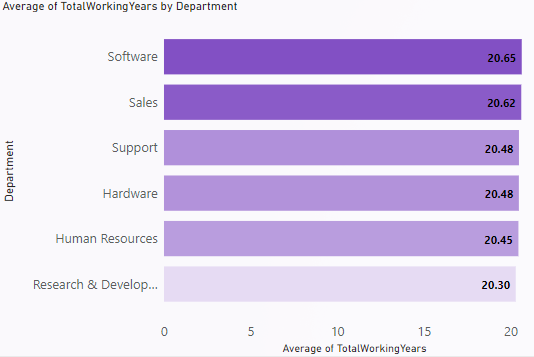 Average of TotalWorkingYears by Department
Software 20.65
Sales 20.62
Support 20.48
Hardware 20.48
Human Resources 20.45
Research & Develop... 20.30
Department
0 5 10 15 20
Average of TotalWorkingYears